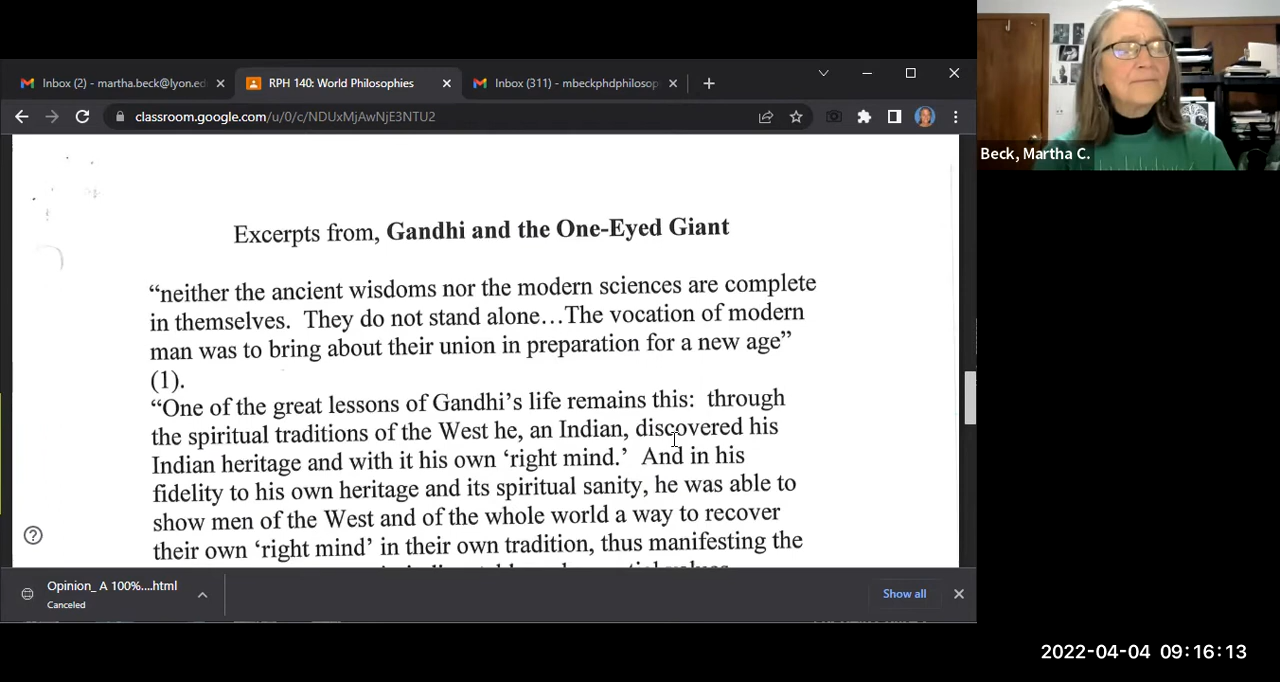 Inbox (2) - martha.beck@lyon.ed
RPH 140: World Philosophies
Inbox (311) - mbeckphdphilosop
classroom.google.com/u/0/c/NDUxMjAwNjE3NTU2
Beck, Martha C.
Excerpts from, Gandhi and the One-Eyed Giant
“neither the ancient wisdoms nor the modern sciences are complete
in themselves. They do not stand alone…The vocation of modern
man was to bring about their union in preparation for a new age”
(1).
“One of the great lessons of Gandhi’s life remains this: through
the spiritual traditions of the West he, an Indian, discovered his
Indian heritage and with it his own ‘right mind.’ And in his
fidelity to his own heritage and its spiritual sanity, he was able to
show men of the West and of the whole world a way to recover
their own ‘right mind’ in their own tradition, thus manifesting the
Opinion_ A 100%....html
Canceled
Show all
2022-04-04 09:16:13